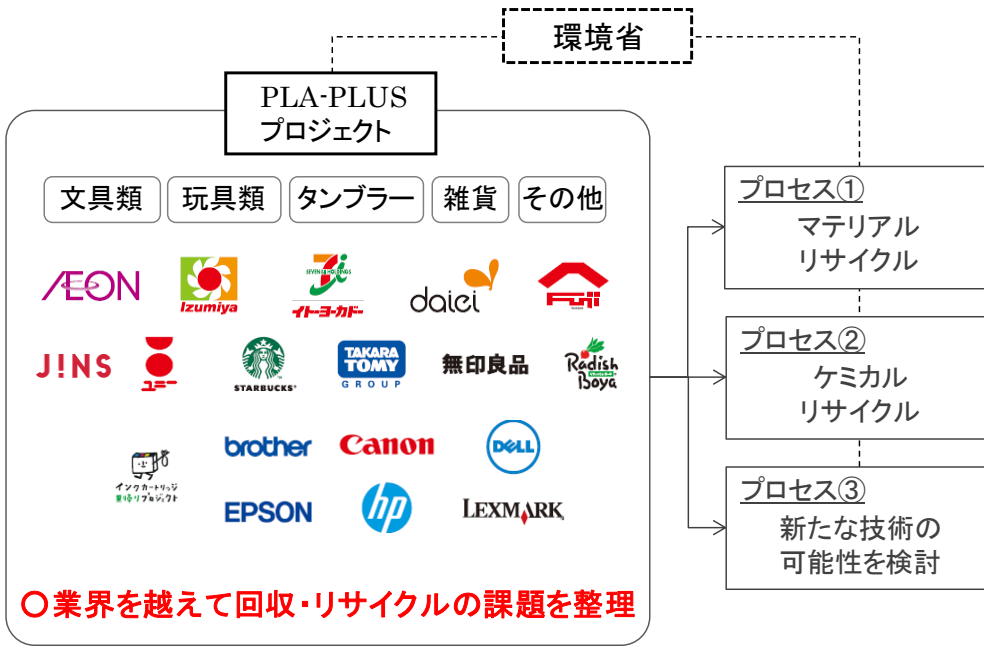 環境省
PLA-PLUS
プロジェクト
文具類
玩具類
タンブラー
雑貨
その他
ÆON
Izumiya
SEVEN & i HOLDINGS
イトーヨーカドー
daiei
Fuji
J!NS
ユニー
STARBUCKS
TAKARA
TOMY
GROUP
無印良品
Radish
Boya
インクカートリッジ
里帰りプロジェクト
brother
Canon
DELL
EPSON
hp
LEXMARK
〇業界を越えて回収・リサイクルの課題を整理
プロセス①
マテリアル
リサイクル
プロセス②
ケミカル
リサイクル
プロセス③
新たな技術の
可能性を検討